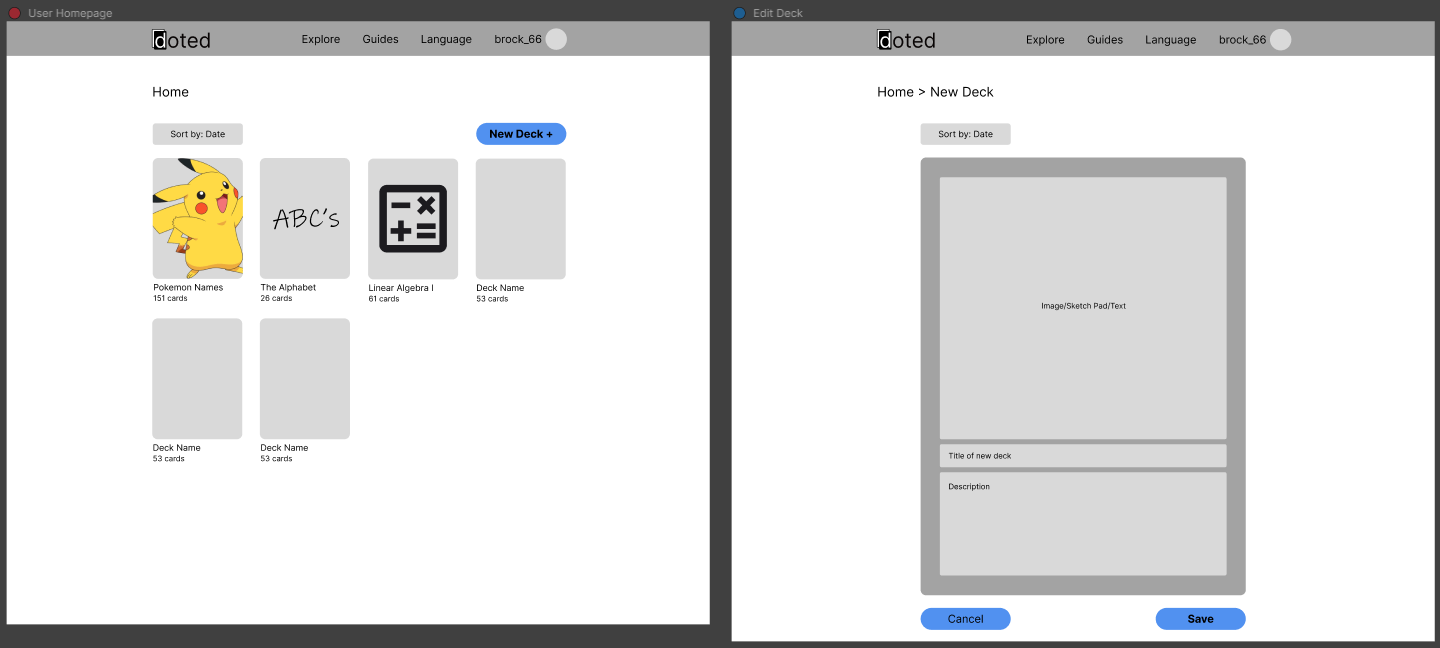 User Homepage
doted
Explore Guides Language brock_66
Home
Sort by: Date
New Deck +
ABC's
Pokemon Names
151 cards
The Alphabet
26 cards
Linear Algebra I
61 cards
Deck Name
53 cards
Deck Name
53 cards
Deck Name
53 cards
Edit Deck
doted
Explore Guides Language brock_66
Home > New Deck
Sort by: Date
Image/Sketch Pad/Text
Title of new deck
Description
Cancel
Save